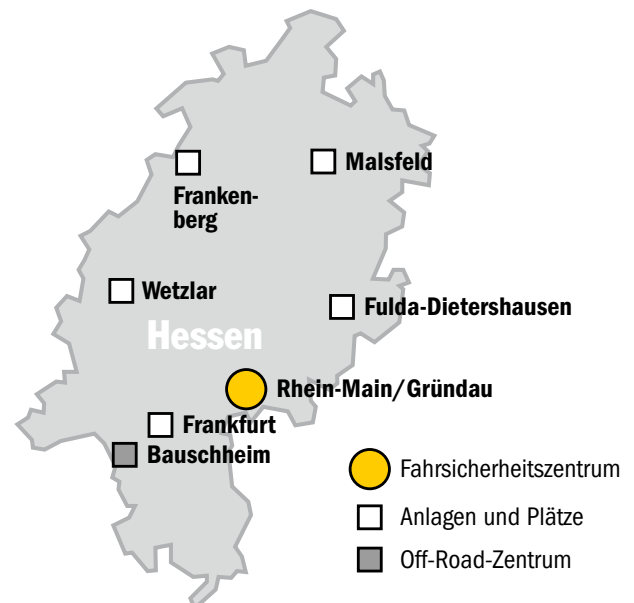 Malsfeld
Franken-
berg
Wetzlar
Fulda-Dietershausen
Hessen
Rhein-Main/Gründau
Frankfurt
Bauschheim
Fahrsicherheitszentrum
Anlagen und Plätze
Off-Road-Zentrum